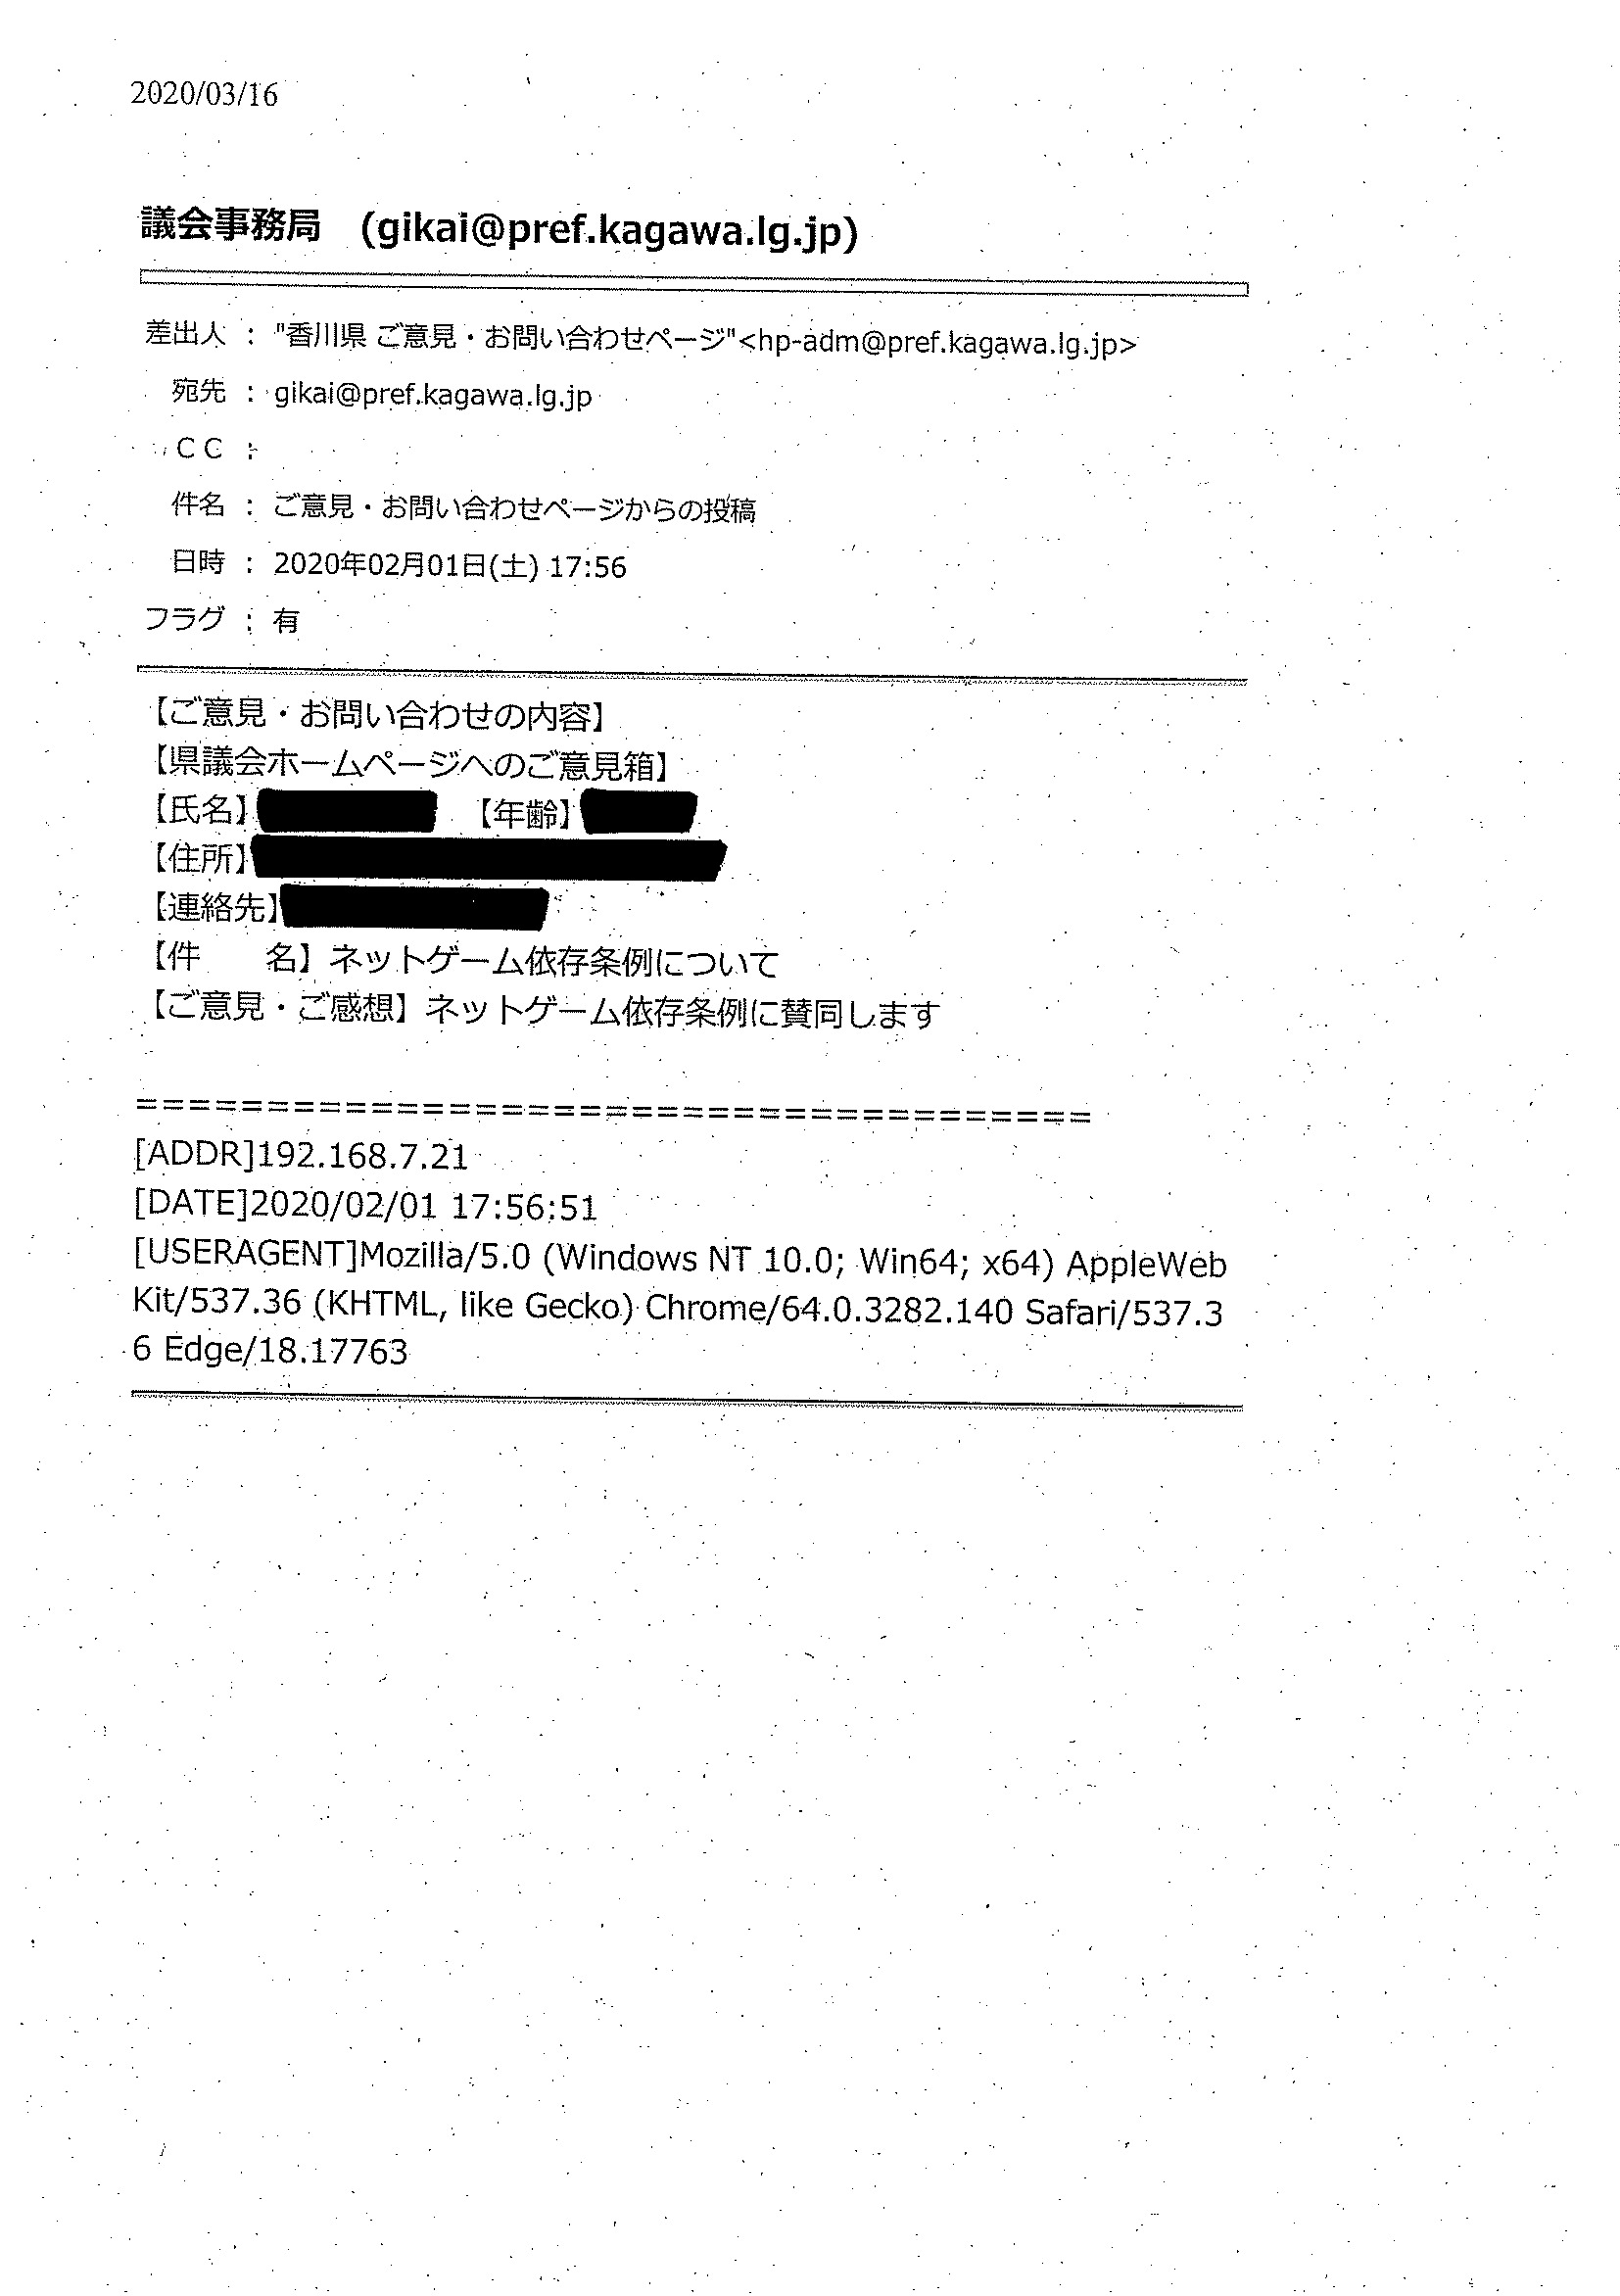 2020/03/16
議会事務局　(gikai@pref.kagawa.lg.jp)
差出人 : "香川県 ご意見・お問い合わせページ"<hp-adm@pref.kagawa.lg.jp>
宛先 : gikai@pref.kagawa.lg.jp
CC :
件名 : ご意見・お問い合わせページからの投稿
日時 : 2020年02月01日(土) 17:56
フラグ : 有
【ご意見・お問い合わせの内容】
【県議会ホームページへのご意見箱】
【氏名】　【年齢】
【住所】
【連絡先】
【件　　名】ネットゲーム依存条例について
【ご意見・ご感想】ネットゲーム依存条例に賛同します
=====================================
[ADDR]192.168.7.21
[DATE]2020/02/01 17:56:51
[USERAGENT]Mozilla/5.0 (Windows NT 10.0; Win64; x64) AppleWeb
Kit/537.36 (KHTML, like Gecko) Chrome/64.0.3282.140 Safari/537.3
6 Edge/18.17763